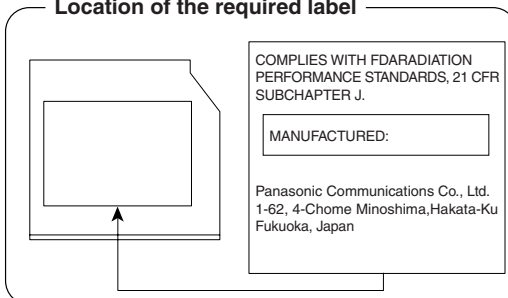 Location of the required label
COMPLIES WITH FDARADIATION
PERFORMANCE STANDARDS, 21 CFR
SUBCHAPTER J.
MANUFACTURED:
Panasonic Communications Co., Ltd.
1-62, 4-Chome Minoshima,Hakata-Ku
Fukuoka, Japan